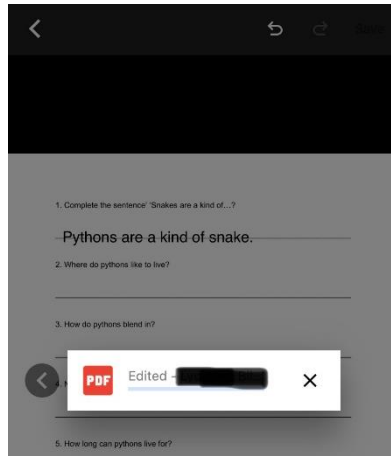 Save
1. Complete the sentence' 'Snakes are a kind of...?
Pythons are a kind of snake.
2. Where do pythons like to live?
3. How do pythons blend in?
PDF Edited -
5. How long can pythons live for?